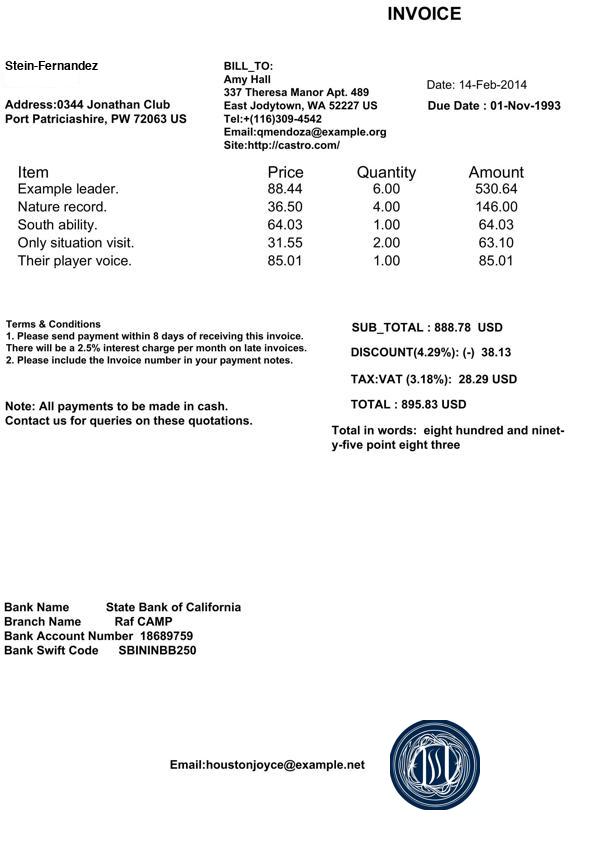 INVOICE
Stein-Fernandez
Address:0344 Jonathan Club
Port Patriciashire, PW 72063 US
BILL_TO:
Amy Hall
337 Theresa Manor Apt. 489
East Jodytown, WA 52227 US
Tel:+(116)309-4542
Email:qmendoza@example.org
Site:http://castro.com/
Date: 14-Feb-2014
Due Date : 01-Nov-1993
Item Price Quantity Amount
Example leader. 88.44 6.00 530.64
Nature record. 36.50 4.00 146.00
South ability. 64.03 1.00 64.03
Only situation visit. 31.55 2.00 63.10
Their player voice. 85.01 1.00 85.01
Terms & Conditions
1. Please send payment within 8 days of receiving this invoice.
There will be a 2.5% interest charge per month on late invoices.
2. Please include the Invoice number in your payment notes.
Note: All payments to be made in cash.
Contact us for queries on these quotations.
SUB_TOTAL : 888.78 USD
DISCOUNT(4.29%): (-) 38.13
TAX:VAT (3.18%): 28.29 USD
TOTAL : 895.83 USD
Total in words: eight hundred and ninet-
y-five point eight three
Bank Name State Bank of California
Branch Name Raf CAMP
Bank Account Number 18689759
Bank Swift Code SBININBB250
Email:houstonjoyce@example.net